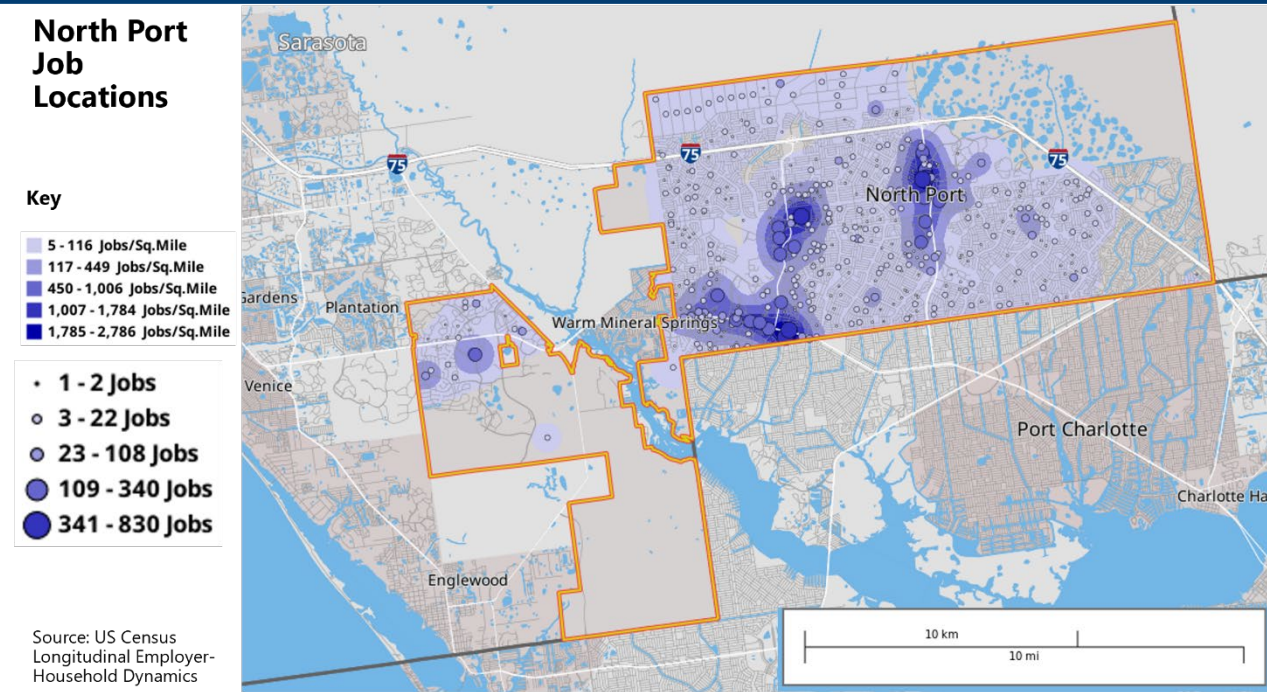 North Port
Job
Locations
Key
5 - 116 Jobs/Sq.Mile
117 - 449 Jobs/Sq.Mile
450 - 1,006 Jobs/Sq.Mile
1,007 - 1,784 Jobs/Sq.Mile
1,785 - 2,786 Jobs/Sq.Mile
1 - 2 Jobs
3 - 22 Jobs
23 - 108 Jobs
109 - 340 Jobs
341 - 830 Jobs
Source: US Census
Longitudinal Employer-
Household Dynamics
Sarasota
75
75
75
North Port
Gardens
Plantation
Warm Mineral Springs
Venice
Port Charlotte
Charlotte Ha
Englewood
10 km
10 mi